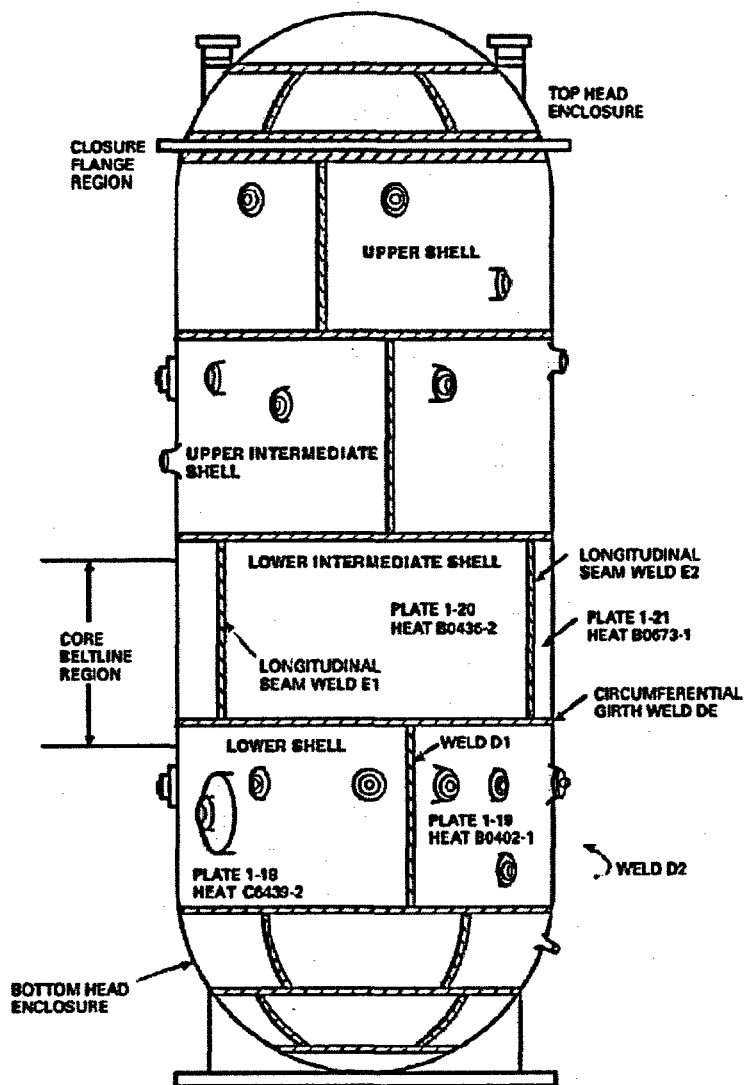 TOP HEAD
ENCLOSURE
CLOSURE
FLANGE
REGION
UPPER SHELL
UPPER INTERMEDIATE
SHELL
LOWER INTERMEDIATE SHELL
LONGITUDINAL
SEAM WELD E2
PLATE 1-20
HEAT B0436-2
PLATE 1-21
HEAT B0673-1
CORE
BELTLINE
REGION
LONGITUDINAL
SEAM WELD E1
CIRCUMFERENTIAL
GIRTH WELD DE
LOWER SHELL
WELD D1
PLATE 1-19
HEAT B0402-1
PLATE 1-18
HEAT C6439-2
WELD D2
BOTTOM HEAD
ENCLOSURE